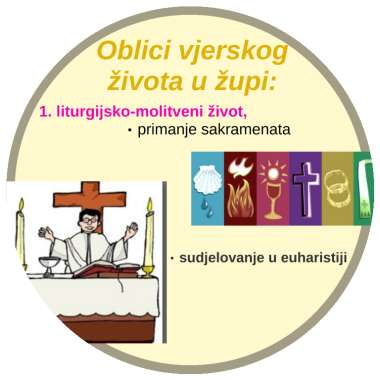 Oblici vjerskog
života u župi:
1. liturgijsko-molitveni život,
• primanje sakramenata
• sudjelovanje u euharistiji